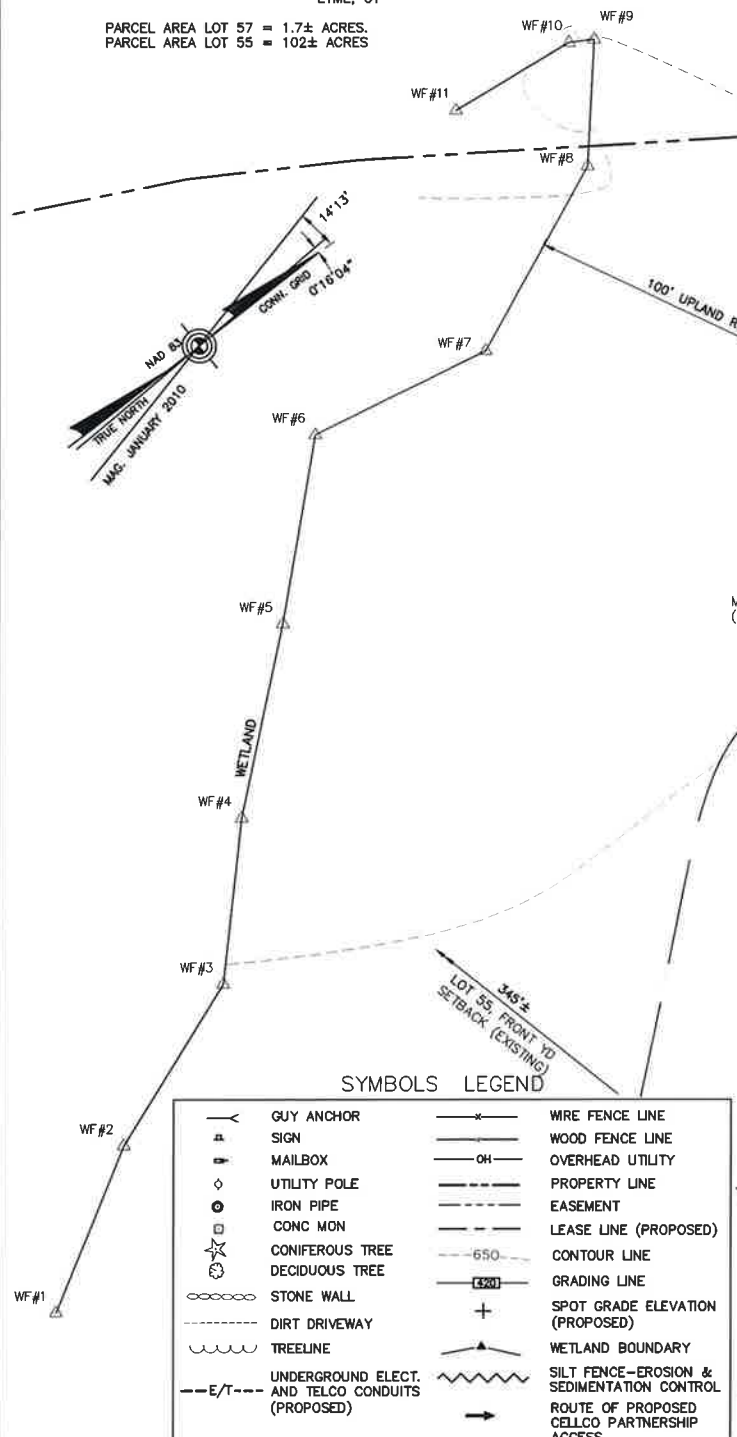 LYME, CT
PARCEL AREA LOT 57 = 1.7± ACRES.
PARCEL AREA LOT 55 = 102± ACRES
WF#10
WF#9
WF#11
WF#8
14°13'
CONN. GRID
0°16'04"
NAD 83
TRUE NORTH
MAG. JANUARY 2010
100' UPLAND R
WF#7
WF#6
WF#5
M
(
WETLAND
WF#4
WF#3
345'±
LOT 55, FRONT YD
SETBACK (EXISTING)
WF#2
WF#1
SYMBOLS LEGEND
GUY ANCHOR
SIGN
MAILBOX
UTILITY POLE
IRON PIPE
CONC MON
CONIFEROUS TREE
DECIDUOUS TREE
STONE WALL
DIRT DRIVEWAY
TREELINE
E/T
UNDERGROUND ELECT.
AND TELCO CONDUITS
(PROPOSED)
WIRE FENCE LINE
WOOD FENCE LINE
OH OVERHEAD UTILITY
PROPERTY LINE
EASEMENT
LEASE LINE (PROPOSED)
650 CONTOUR LINE
420 GRADING LINE
SPOT GRADE ELEVATION
(PROPOSED)
WETLAND BOUNDARY
SILT FENCE-EROSION &
SEDIMENTATION CONTROL
ROUTE OF PROPOSED
CELLCO PARTNERSHIP
ACCESS